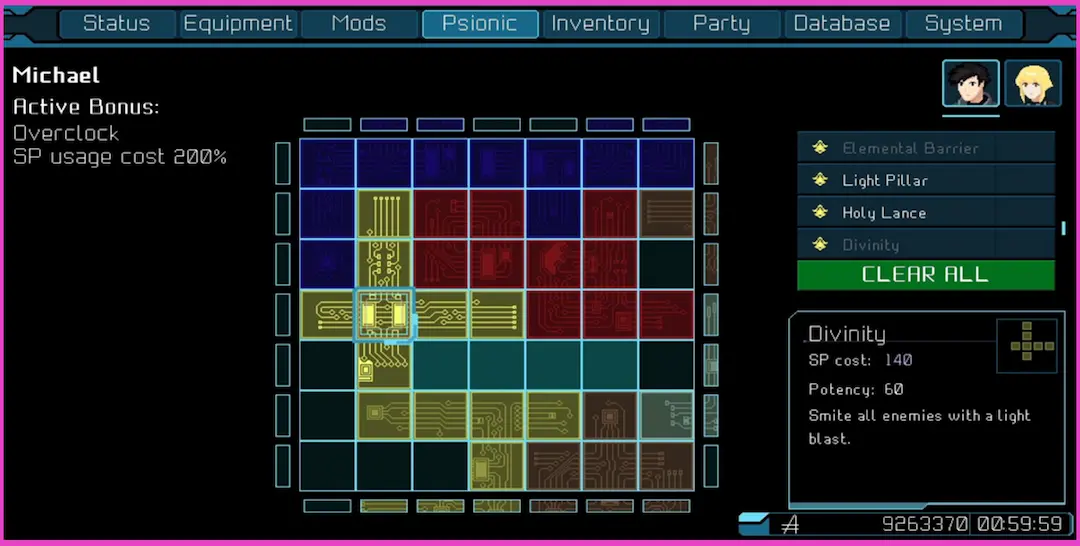 Status Equipment Mods Psionic Inventory Party Database System
Michael
Active Bonus:
Overclock
SP usage cost 200%
Elemental Barrier
Light Pillar
Holy Lance
Divinity
CLEAR ALL
Divinity
SP cost: 140
Potency: 60
Smite all enemies with a light
blast.
9263370 00:59:59